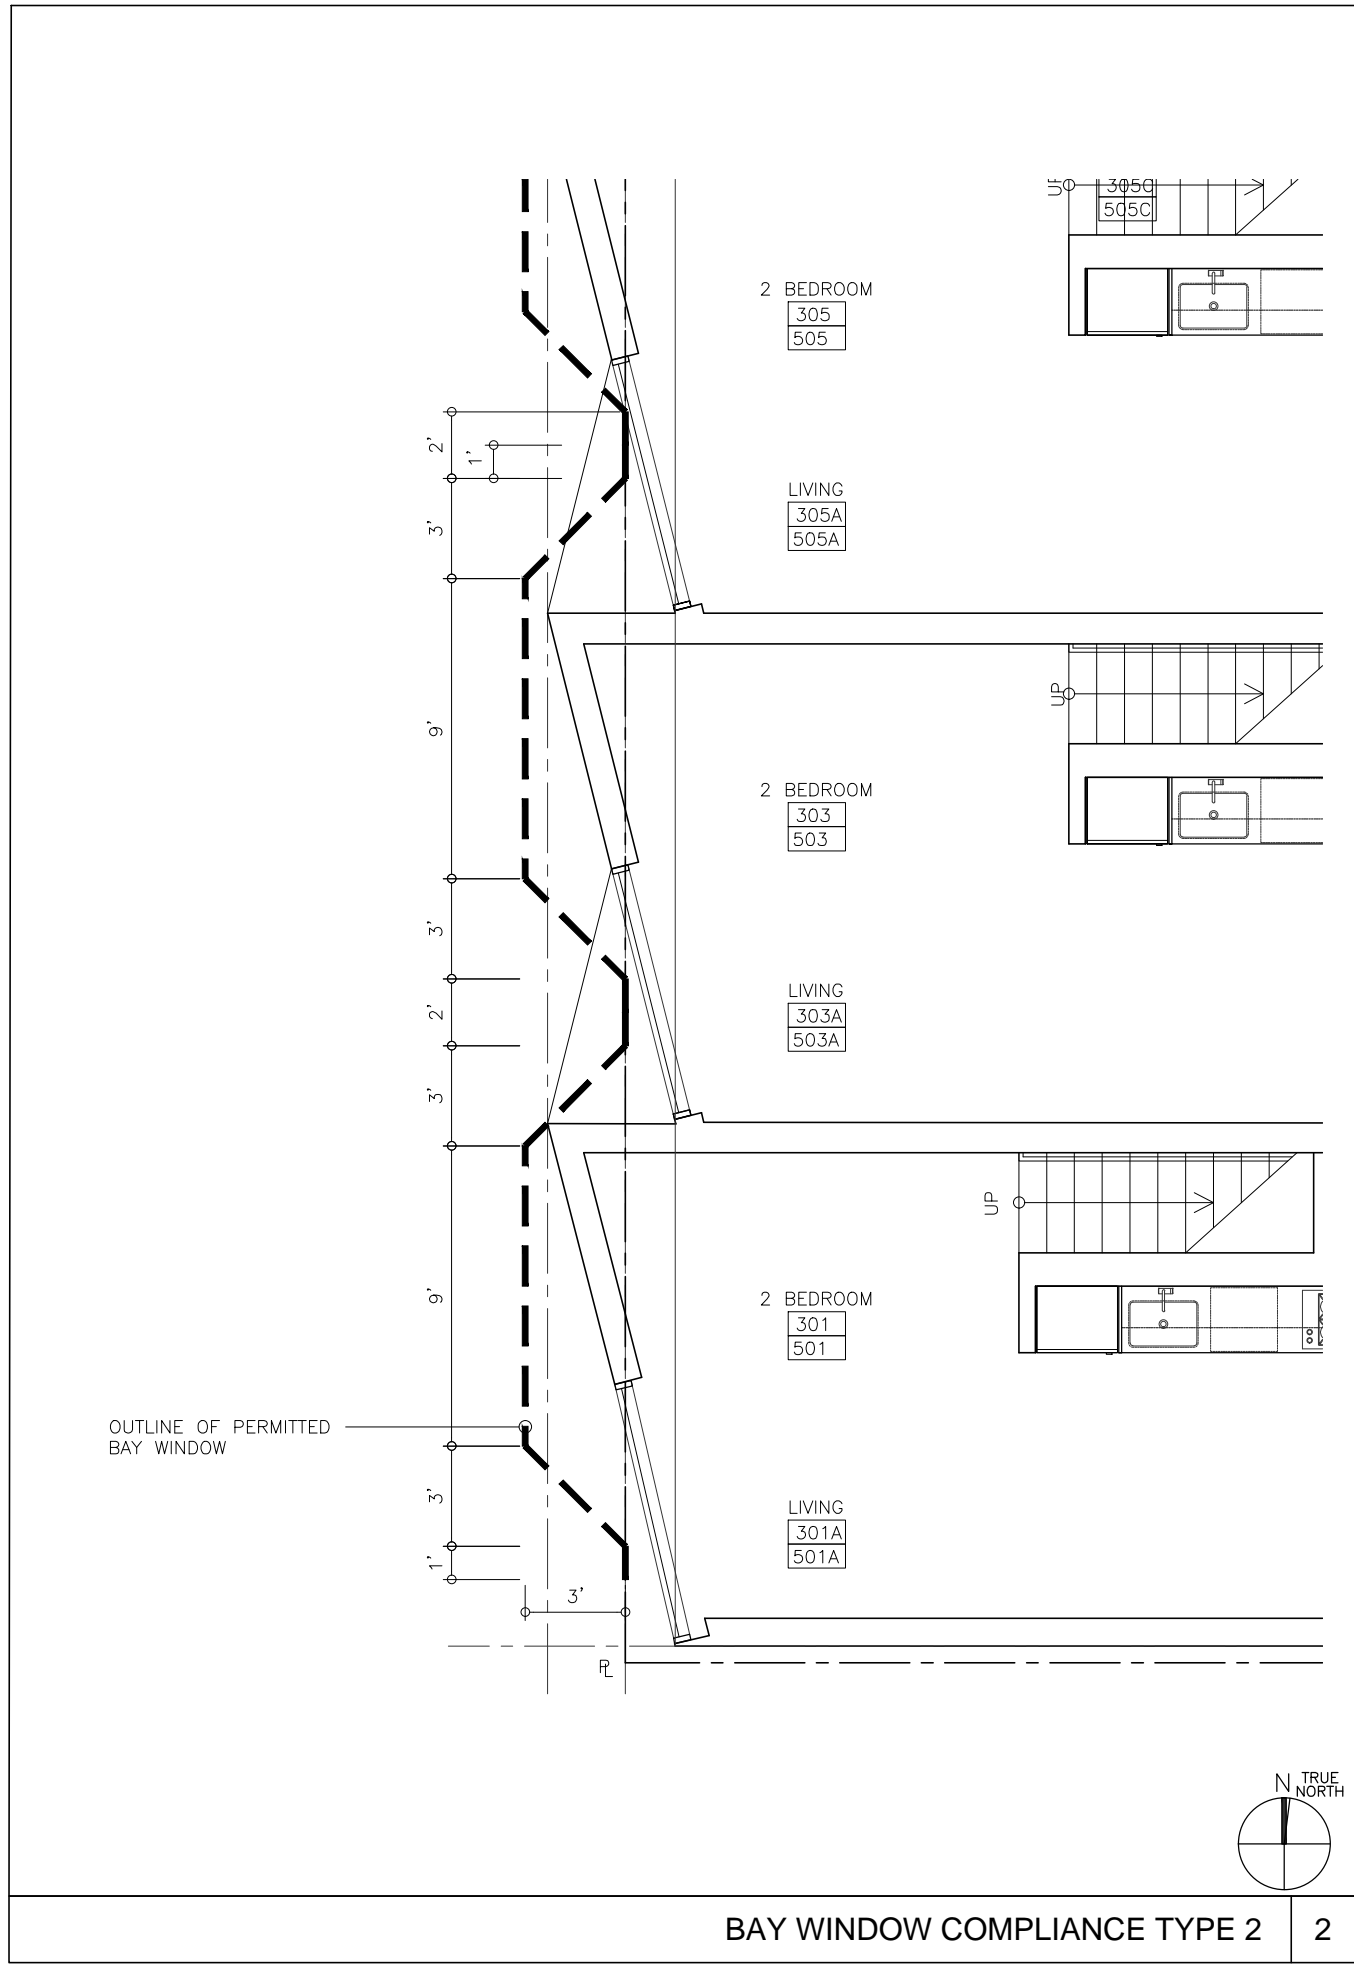 UP
305C
505C
2 BEDROOM
305
505
2'
1'
LIVING
305A
505A
3'
UP
9'
2 BEDROOM
303
503
3'
LIVING
303A
503A
2'
3'
UP
9'
2 BEDROOM
301
501
OUTLINE OF PERMITTED
BAY WINDOW
3'
LIVING
301A
501A
1'
3'
PL
N TRUE
NORTH
BAY WINDOW COMPLIANCE TYPE 2 2